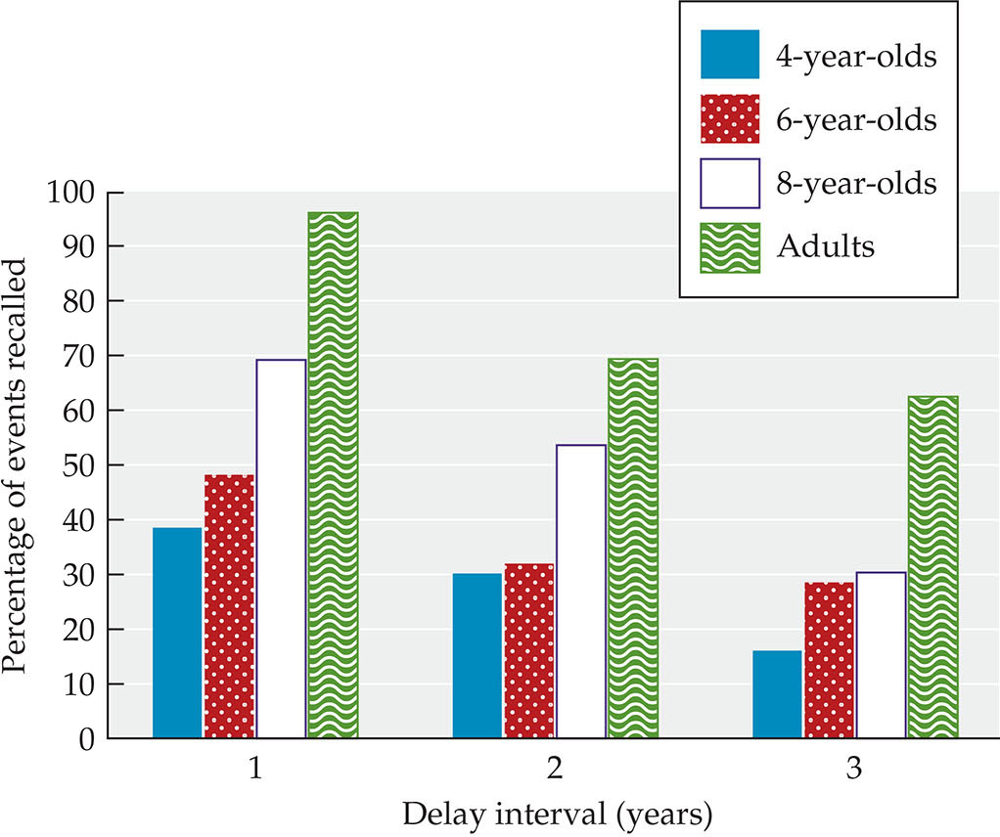 4-year-olds
6-year-olds
8-year-olds
Adults
Percentage of events recalled
100
90
80
70
60
50
40
30
20
10
0
1 2 3
Delay interval (years)